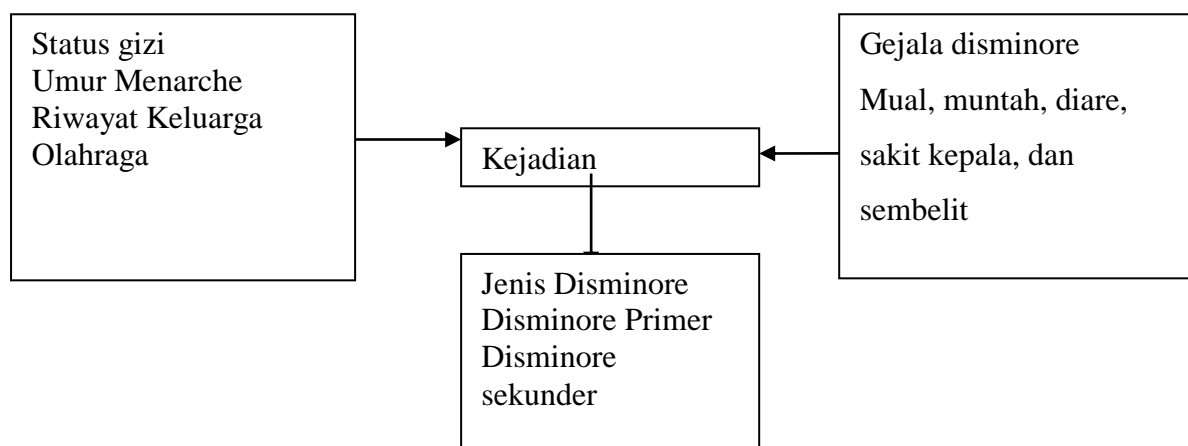 Status gizi
Umur Menarche
Riwayat Keluarga
Olahraga
Kejadian
Gejala disminore
Mual, muntah, diare,
sakit kepala, dan
sembelit
Jenis Disminore
Disminore Primer
Disminore
sekunder